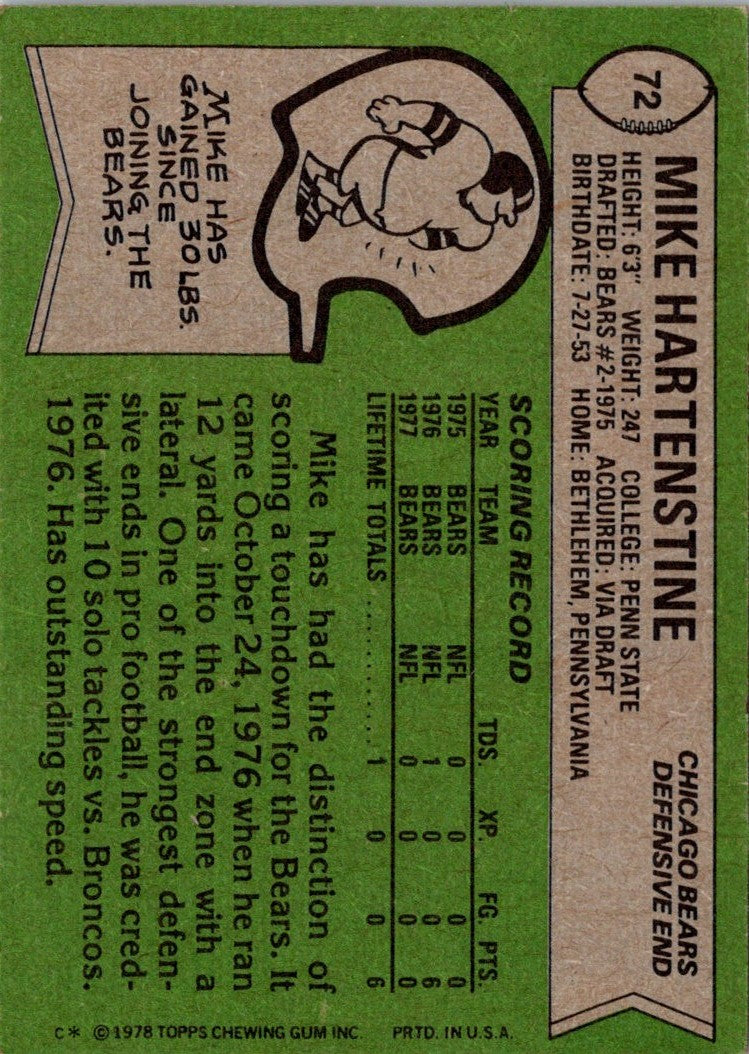 72
MIKE HARTENSTINE
CHICAGO BEARS
DEFENSIVE END
HEIGHT: 6'3" WEIGHT: 247 COLLEGE: PENN STATE
DRAFTED: BEARS #2-1975 ACQUIRED: VIA DRAFT
BIRTHDATE: 7-27-53 HOME: BETHLEHEM, PENNSYLVANIA
MIKE HAS
GAINED 30 LBS.
SINCE
JOINING THE
BEARS.
SCORING RECORD
YEAR TEAM TDS. XP. FG. PTS.
1975 BEARS NFL 0 0 0 0
1976 BEARS NFL 1 0 0 6
1977 BEARS NFL 0 0 0 0
LIFETIME TOTALS .......... 1 0 0 6
Mike has had the distinction of
scoring a touchdown for the Bears. It
came October 24, 1976 when he ran
12 yards into the end zone with a
lateral. One of the strongest defen-
sive ends in pro football, he was cred-
ited with 10 solo tackles vs. Broncos.
1976. Has outstanding speed.
C* © 1978 TOPPS CHEWING GUM INC. PRTD. IN U.S.A.